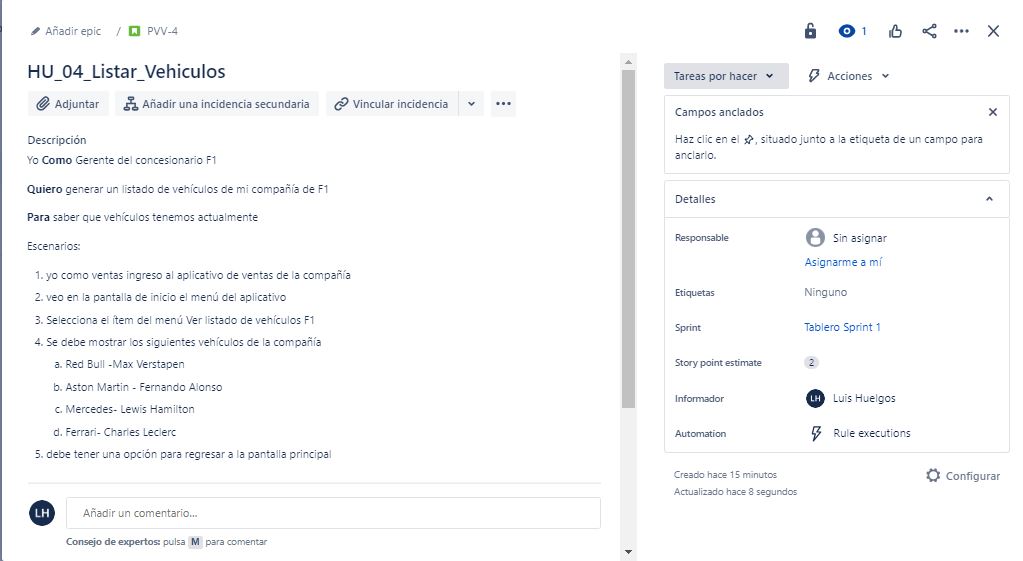 Añadir epic / PVV-4
1
HU_04_Listar_Vehiculos
Adjuntar
Añadir una incidencia secundaria
Vincular incidencia
Descripción
Yo Como Gerente del concesionario F1
Quiero generar un listado de vehículos de mi compañía de F1
Para saber que vehículos tenemos actualmente
Escenarios:
1. yo como ventas ingreso al aplicativo de ventas de la compañía
2. veo en la pantalla de inicio el menú del aplicativo
3. Selecciona el ítem del menú Ver listado de vehículos F1
4. Se debe mostrar los siguientes vehículos de la compañía
a. Red Bull -Max Verstapen
b. Aston Martin - Fernando Alonso
c. Mercedes- Lewis Hamilton
d. Ferrari- Charles Leclerc
5. debe tener una opción para regresar a la pantalla principal
LH
Añadir un comentario...
Consejo de expertos: pulsa M para comentar
Tareas por hacer
Acciones
Campos anclados
Haz clic en el , situado junto a la etiqueta de un campo para
anclarlo.
Detalles
Responsable Sin asignar
Asignarme a mí
Etiquetas Ninguno
Sprint Tablero Sprint 1
Story point estimate 2
Informador LH Luis Huelgos
Automation Rule executions
Creado hace 15 minutos
Configurar
Actualizado hace 8 segundos